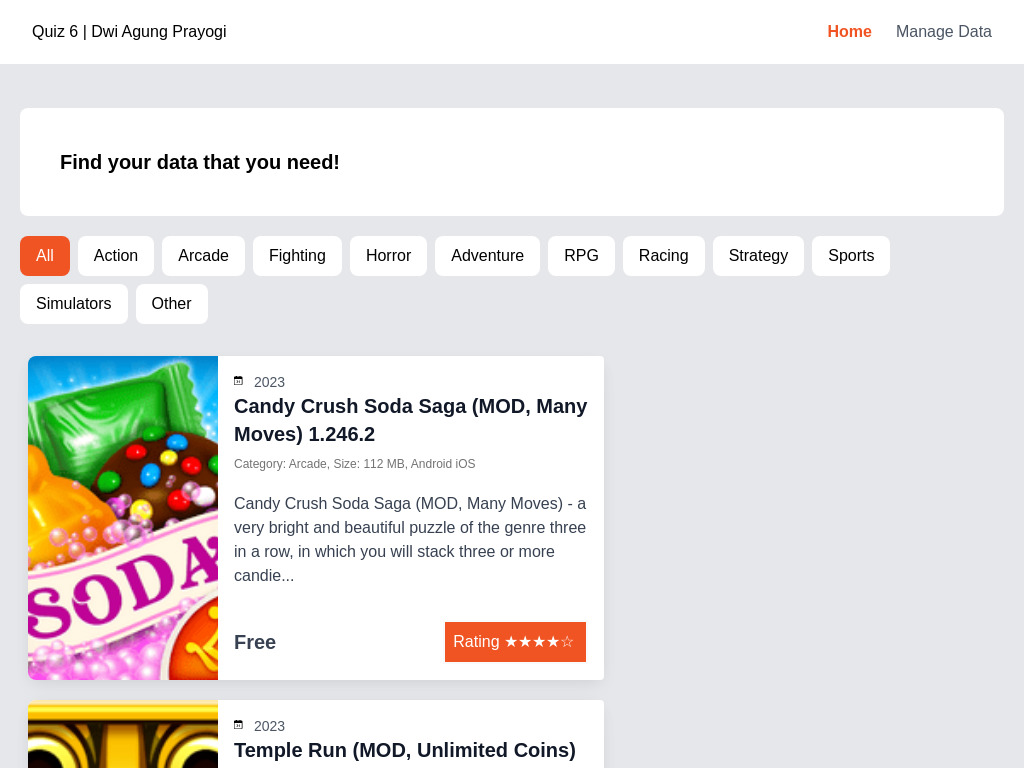 Quiz 6 | Dwi Agung Prayogi
Home
Manage Data
Find your data that you need!
All
Action
Arcade
Fighting
Horror
Adventure
RPG
Racing
Strategy
Sports
Simulators
Other
SODA
2023
Candy Crush Soda Saga (MOD, Many
Moves) 1.246.2
Category: Arcade, Size: 112 MB, Android iOS
Candy Crush Soda Saga (MOD, Many Moves) - a
very bright and beautiful puzzle of the genre three
in a row, in which you will stack three or more
candie...
Free
Rating ★★★★☆
2023
Temple Run (MOD, Unlimited Coins)